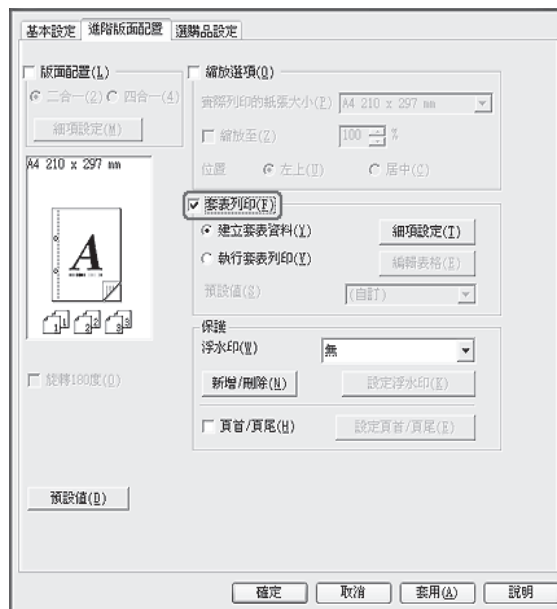 基本設定 進階版面配置 選購品設定
版面配置(L)
二合一(2) 四合一(4)
細項設定(M)
A4 210 x 297 mm
A
1 1 2 2 3 3
旋轉180度(O)
預設值(D)
縮放選項(Q)
實際列印的紙張大小(P) A4 210 x 297 mm
縮放至(Z) 100 %
位置 左上(U) 居中(C)
套表列印(F)
建立套表資料(Y) 細項設定(T)
執行套表列印(V) 編輯表格(E)
預設值(S) (自訂)
保護
浮水印(W) 無
新增/刪除(N) 設定浮水印(K)
頁首/頁尾(H) 設定頁首/頁尾(E)
確定 取消 套用(A) 說明